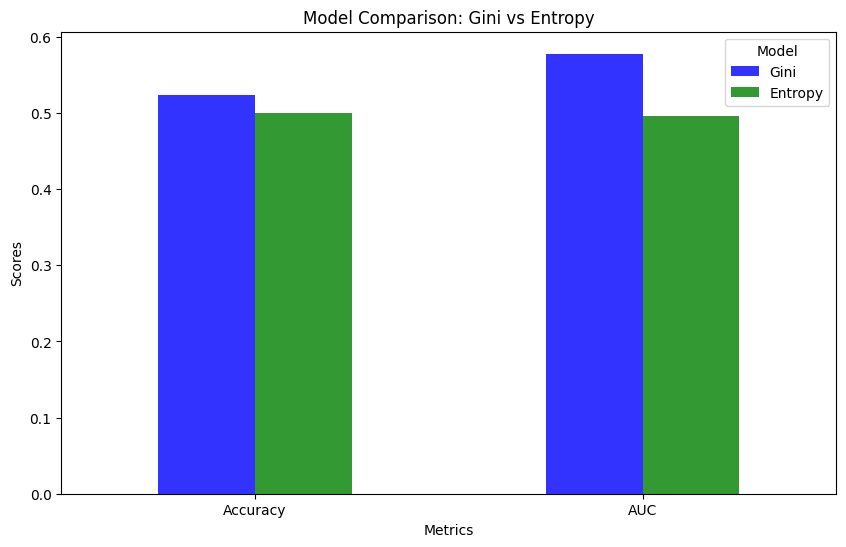 Model Comparison: Gini vs Entropy
Model
Gini
Entropy
Scores
0.6
0.5
0.4
0.3
0.2
0.1
0.0
Accuracy
AUC
Metrics